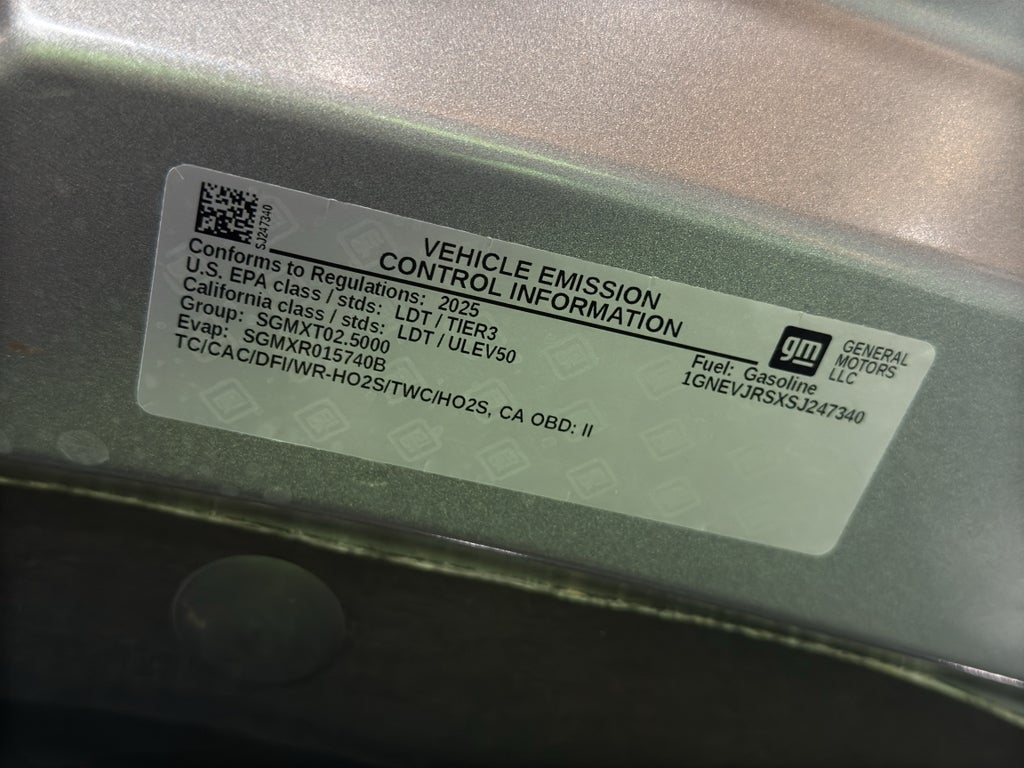 SJ247340
VEHICLE EMISSION
CONTROL INFORMATION
Conforms to Regulations: 2025
U.S. EPA class / stds: LDT / TIER3
California class / stds: LDT / ULEV50
Group: SGMXT02.5000
Evap: SGMXR015740B
TC/CAC/DFI/WR-HO2S/TWC/HO2S, CA OBD: II
gm
GENERAL
MOTORS
LLC
Fuel: Gasoline
1GNEVJRSXSJ247340